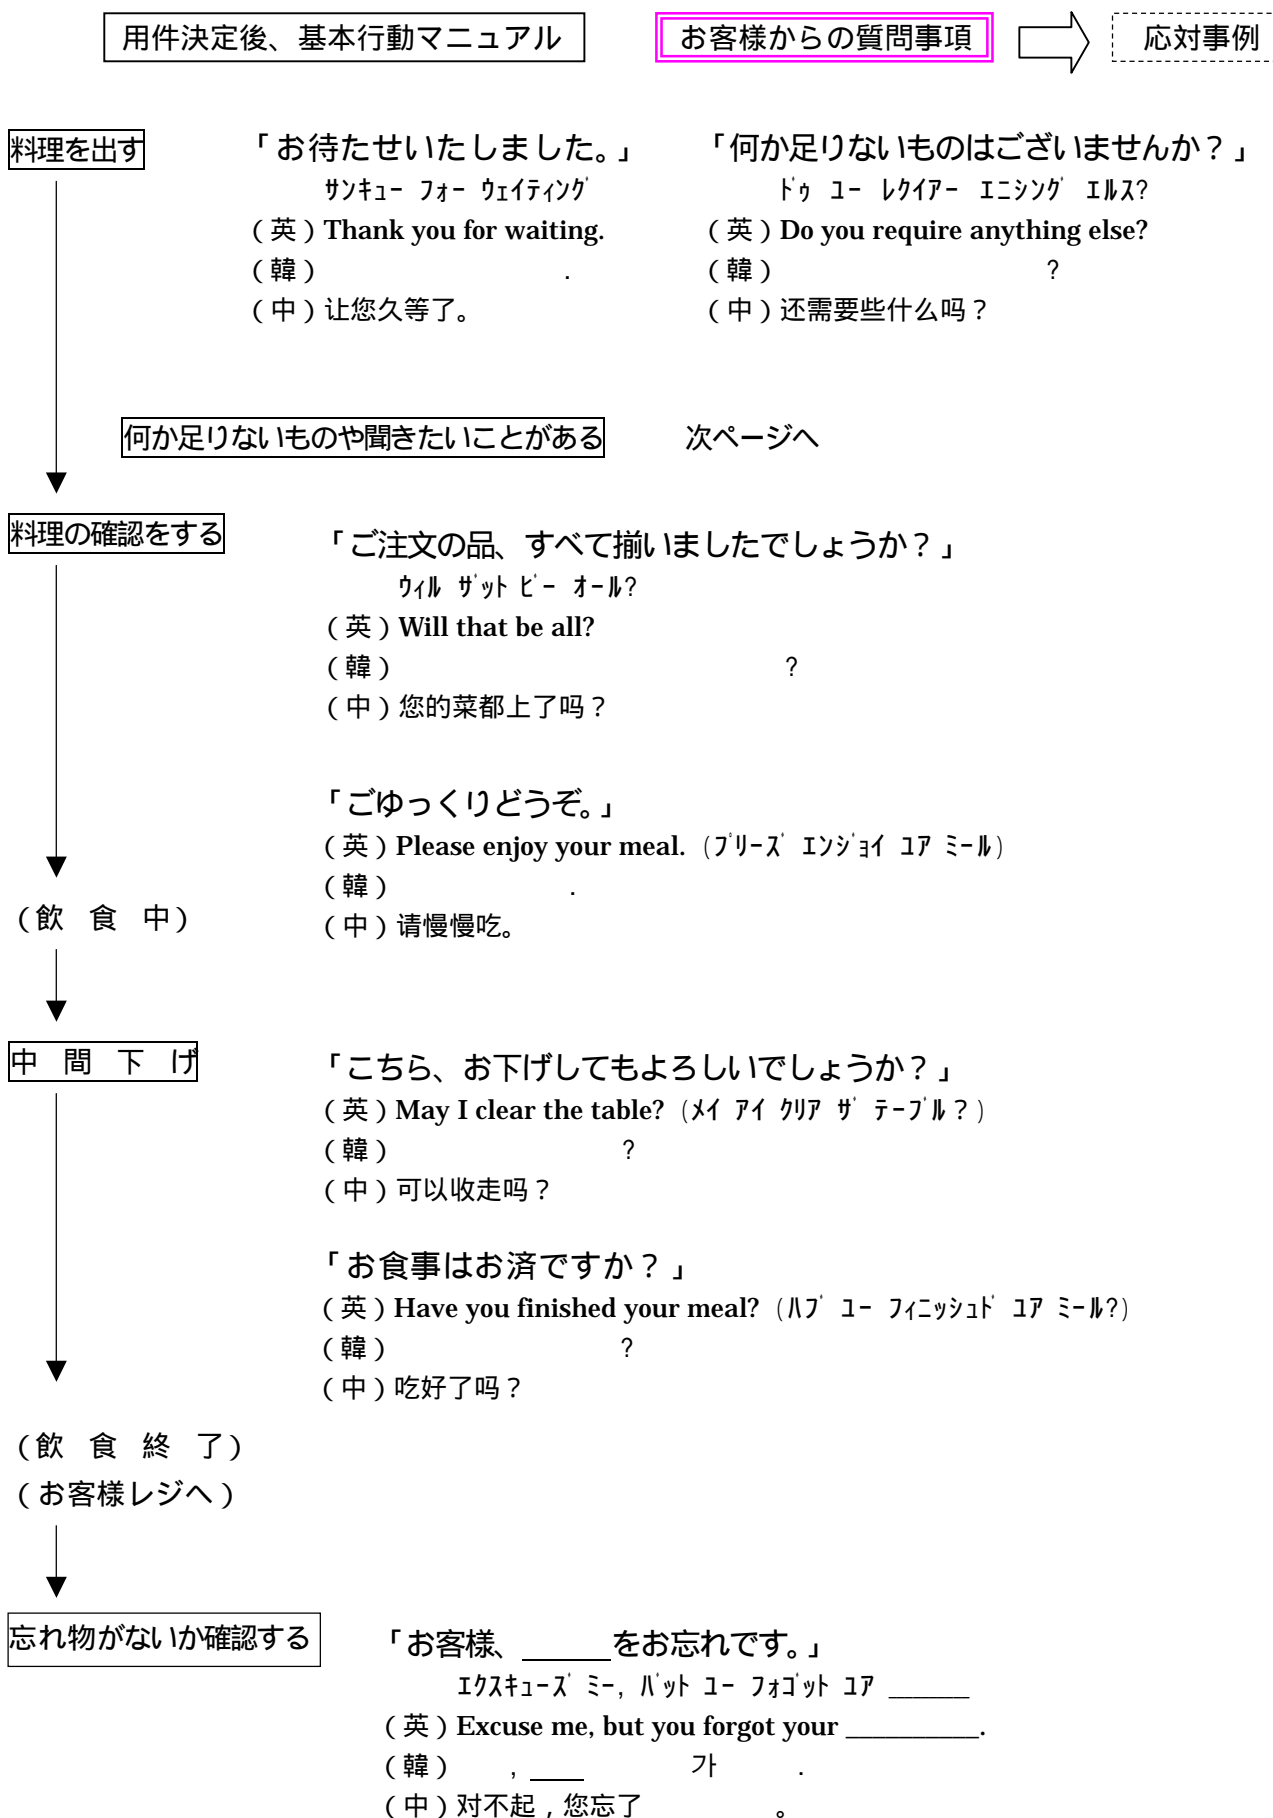 用件決定後、基本行動マニュアル お客様からの質問事項 応対事例
料理を出す 「お待たせいたしました。」 「何か足りないものはございませんか？」
ｻﾝｷｭｰ ﾌｫｰ ｳｪｲﾃｨﾝｸﾞ ﾄﾞｩ ﾕｰ ﾚｸｲｱｰ ｴﾆｼﾝｸﾞ ｴﾙｽ?
（英）Thank you for waiting. （英）Do you require anything else?
（韓） . （韓） ?
（中）让您久等了。 （中）还需要些什么吗？
何か足りないものや聞きたいことがある 次ページへ
料理の確認をする 「ご注文の品、すべて揃いましたでしょうか？」
ｳｨﾙ ｻﾞｯﾄ ﾋﾞｰ ｵｰﾙ?
（英）Will that be all?
（韓） ?
（中）您的菜都上了吗？
「ごゆっくりどうぞ。」
（英）Please enjoy your meal.（ﾌﾟﾘｰｽﾞ ｴﾝｼﾞｮｲ ﾕｱ ﾐｰﾙ）
（韓） .
（飲 食 中） （中）请慢慢吃。
中 間 下 げ 「こちら、お下げしてもよろしいでしょうか？」
（英）May I clear the table?（ﾒｲ ｱｲ ｸﾘｱ ｻﾞ ﾃｰﾌﾞﾙ？）
（韓） ?
（中）可以收走吗？
「お食事はお済ですか？」
（英）Have you finished your meal?（ﾊﾌﾞ ﾕｰ ﾌｨﾆｯｼｭﾄﾞ ﾕｱ ﾐｰﾙ?）
（韓） ?
（中）吃好了吗？
（飲 食 終 了）
（お客様レジへ）
忘れ物がないか確認する 「お客様、_____をお忘れです。」
ｴｸｽｷｭｰｽﾞ ﾐｰ, ﾊﾞｯﾄ ﾕｰ ﾌｫｺﾞｯﾄ ﾕｱ ______
（英）Excuse me, but you forgot your __________.
（韓） , ____ 가 .
（中）对不起，您忘了 。